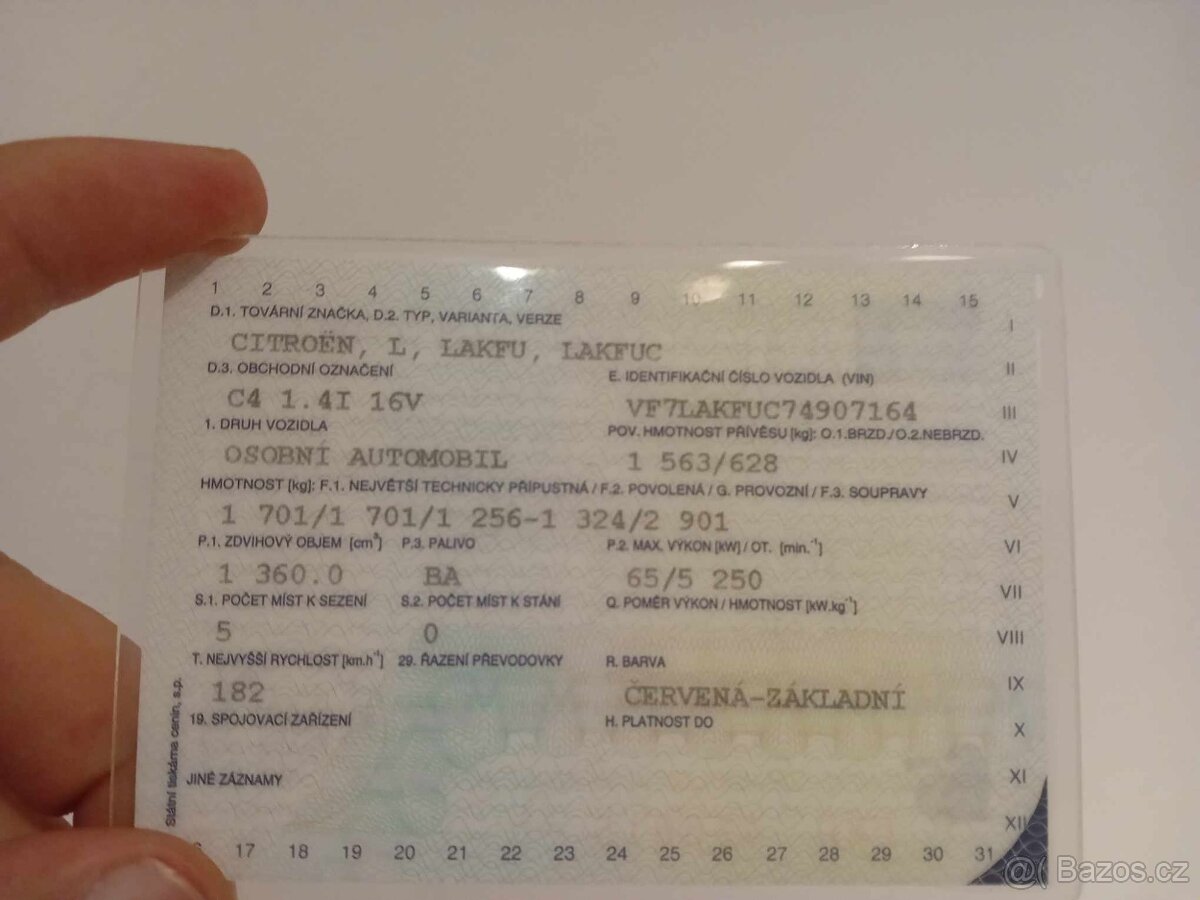 1 2 3 4 5 6 7 8 9 10 11 12 13 14 15
D.1. TOVÁRNÍ ZNAČKA, D.2. TYP, VARIANTA, VERZE
I
CITROËN, L, LAKFU, LAKFUC
D.3. OBCHODNÍ OZNAČENÍ
E. IDENTIFIKAČNÍ ČÍSLO VOZIDLA (VIN)
II
C4 1.4I 16V
VF7LAKFUC74907164
III
1. DRUH VOZIDLA
POV. HMOTNOST PŘÍVĚSU [kg]: O.1.BRZD./O.2.NEBRZD.
OSOBNÍ AUTOMOBIL
1 563/628
IV
HMOTNOST [kg]: F.1. NEJVĚTŠÍ TECHNICKY PŘÍPUSTNÁ / F.2. POVOLENÁ / G. PROVOZNÍ / F.3. SOUPRAVY
V
1 701/1 701/1 256-1 324/2 901
P.1. ZDVIHOVÝ OBJEM [cm³]
P.3. PALIVO
P.2. MAX. VÝKON [kW] / OT. [min.⁻¹]
VI
1 360.0
BA
65/5 250
VII
S.1. POČET MÍST K SEZENÍ
S.2. POČET MÍST K STÁNÍ
Q. POMĚR VÝKON / HMOTNOST [kW.kg⁻¹]
5
0
VIII
T. NEJVYŠŠÍ RYCHLOST [km.h⁻¹]
29. ŘAZENÍ PŘEVODOVKY
R. BARVA
182
ČERVENÁ-ZÁKLADNÍ
IX
19. SPOJOVACÍ ZAŘÍZENÍ
H. PLATNOST DO
X
JINÉ ZÁZNAMY
XI
XII
Státní tiskárna cenin, s.p.
17 18 19 20 21 22 23 24 25 26 27 28 29 30 31
@( Bazos.cz